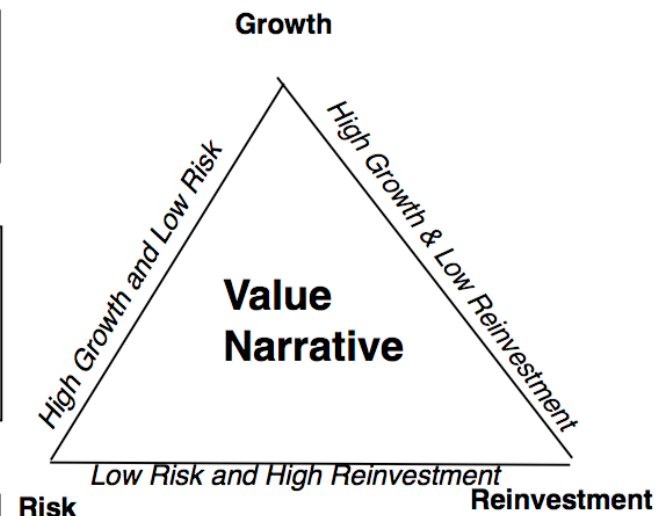 Growth
High Growth and Low Risk
High Growth & Low Reinvestment
Value
Narrative
Low Risk and High Reinvestment
Risk
Reinvestment